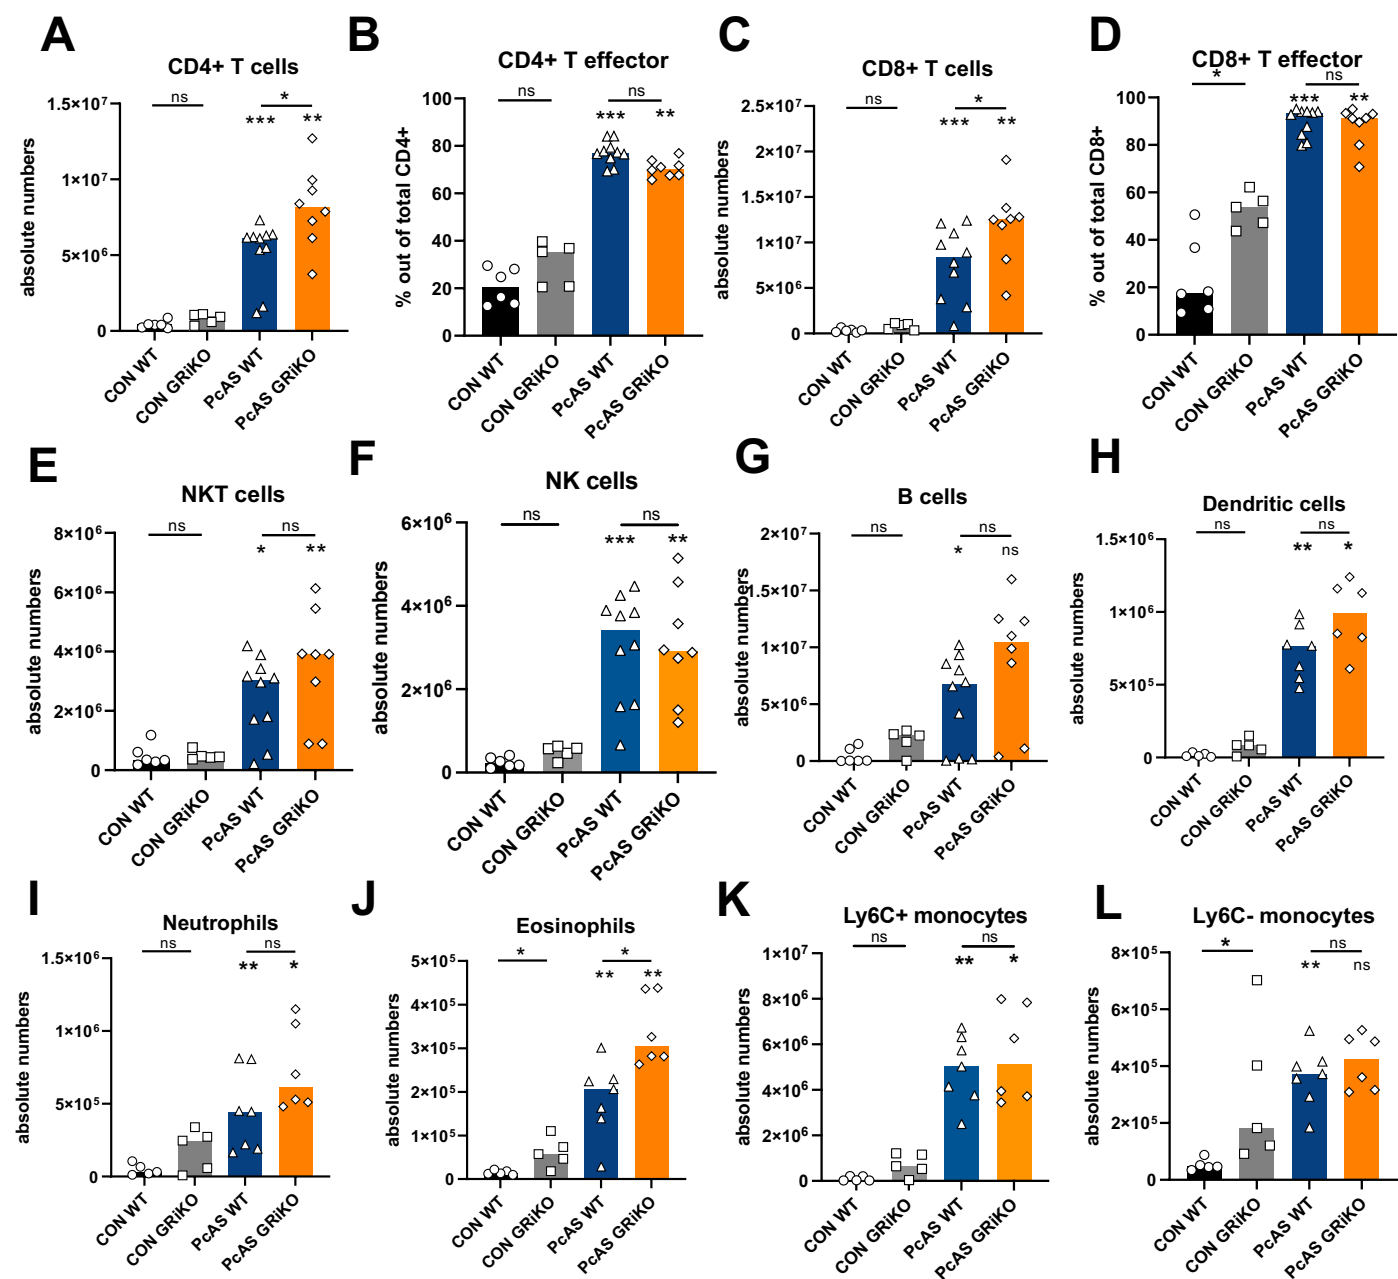 A
CD4+ T cells
ns
*
***
**
1.5×10⁷
1×10⁷
5×10⁶
0
absolute numbers
CON WT
CON GRiKO
PcAS WT
PcAS GRiKO
B
CD4+ T effector
ns
ns
***
**
100
80
60
40
20
0
% out of total CD4+
CON WT
CON GRiKO
PcAS WT
PcAS GRiKO
C
CD8+ T cells
ns
*
***
**
2.5×10⁷
2×10⁷
1.5×10⁷
1×10⁷
5×10⁶
0
absolute numbers
CON WT
CON GRiKO
PcAS WT
PcAS GRiKO
D
CD8+ T effector
*
ns
***
**
100
80
60
40
20
0
% out of total CD8+
CON WT
CON GRiKO
PcAS WT
PcAS GRiKO
E
NKT cells
ns
ns
*
**
8×10⁶
6×10⁶
4×10⁶
2×10⁶
0
absolute numbers
CON WT
CON GRiKO
PcAS WT
PcAS GRiKO
F
NK cells
ns
ns
***
**
6×10⁶
4×10⁶
2×10⁶
0
absolute numbers
CON WT
CON GRiKO
PcAS WT
PcAS GRiKO
G
B cells
ns
ns
*
ns
2×10⁷
1.5×10⁷
1×10⁷
5×10⁶
0
absolute numbers
CON WT
CON GRiKO
PcAS WT
PcAS GRiKO
H
Dendritic cells
ns
ns
**
*
1.5×10⁶
1×10⁶
5×10⁵
0
absolute numbers
CON WT
CON GRiKO
PcAS WT
PcAS GRiKO
I
Neutrophils
ns
ns
**
*
1.5×10⁶
1×10⁶
5×10⁵
0
absolute numbers
CON WT
CON GRiKO
PcAS WT
PcAS GRiKO
J
Eosinophils
*
*
**
**
5×10⁵
4×10⁵
3×10⁵
2×10⁵
1×10⁵
0
absolute numbers
CON WT
CON GRiKO
PcAS WT
PcAS GRiKO
K
Ly6C+ monocytes
ns
ns
**
*
1×10⁷
8×10⁶
6×10⁶
4×10⁶
2×10⁶
0
absolute numbers
CON WT
CON GRiKO
PcAS WT
PcAS GRiKO
L
Ly6C- monocytes
*
ns
**
ns
8×10⁵
6×10⁵
4×10⁵
2×10⁵
0
absolute numbers
CON WT
CON GRiKO
PcAS WT
PcAS GRiKO